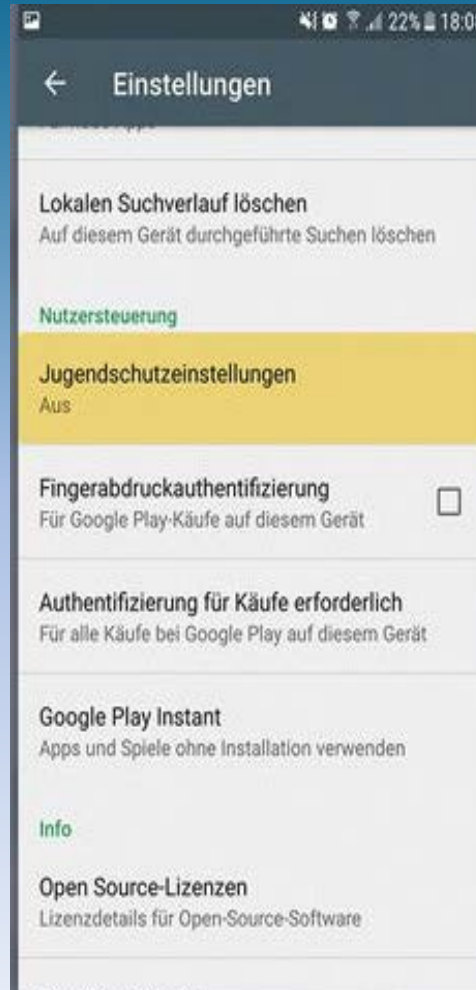 22% 18:0
Einstellungen
Lokalen Suchverlauf löschen
Auf diesem Gerät durchgeführte Suchen löschen
Nutzersteuerung
Jugendschutzeinstellungen
Aus
Fingerabdruckauthentifizierung
Für Google Play-Käufe auf diesem Gerät
Authentifizierung für Käufe erforderlich
Für alle Käufe bei Google Play auf diesem Gerät
Google Play Instant
Apps und Spiele ohne Installation verwenden
Info
Open Source-Lizenzen
Lizenzdetails für Open-Source-Software